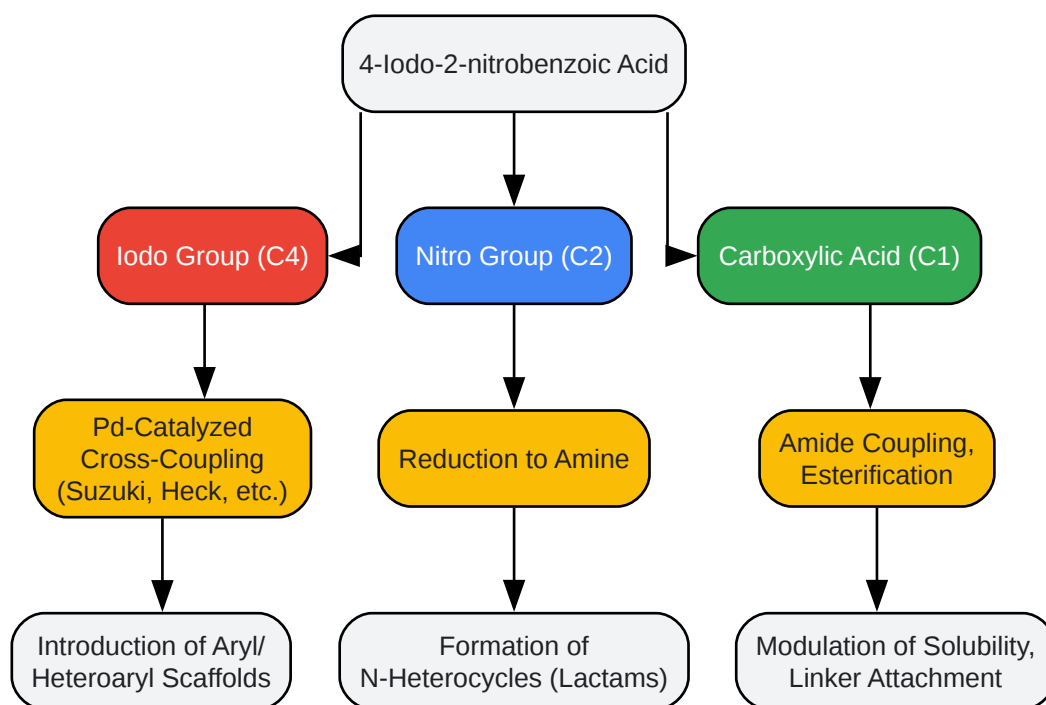 4-Iodo-2-nitrobenzoic Acid
Iodo Group (C4)
Nitro Group (C2)
Carboxylic Acid (C1)
Pd-Catalyzed
Cross-Coupling
(Suzuki, Heck, etc.)
Reduction to Amine
Amide Coupling,
Esterification
Introduction of Aryl/
Heteroaryl Scaffolds
Formation of
N-Heterocycles (Lactams)
Modulation of Solubility,
Linker Attachment